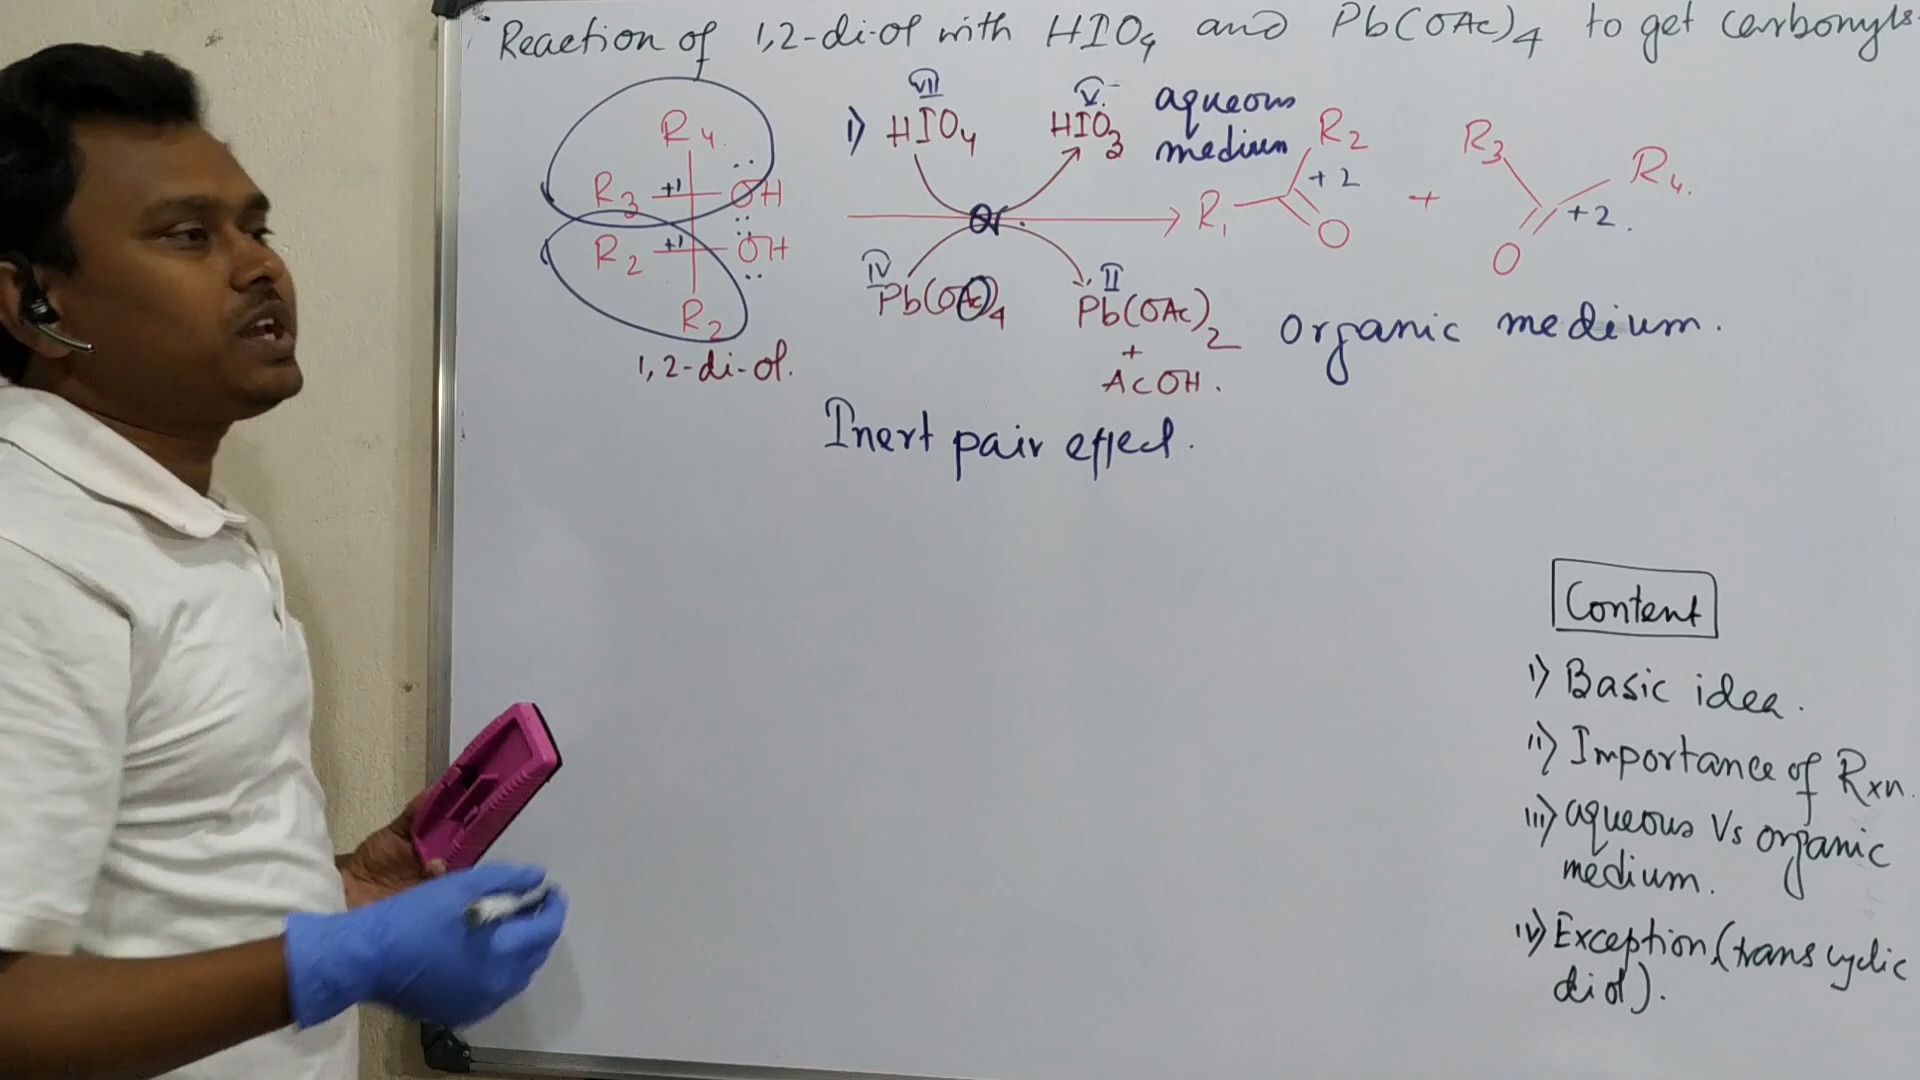 Reaction of 1,2-di-ol with HIO4 and Pb(OAc)4 to get carbonyls.
R4
R3 +1 OH
R2 +1 OH
R2
1,2-di-ol.
i) VII HIO4
V HIO3
aqueous
medium
Or
IV Pb(OAc)4
II Pb(OAc)2
+
AcOH.
organic medium.
R1 R2 +2 O
+
R3 R4. +2. O
Inert pair effect.
Content
i) Basic idea.
ii) Importance of Rxn.
iii) aqueous Vs organic
medium.
iv) Exception (trans cyclic
diol).